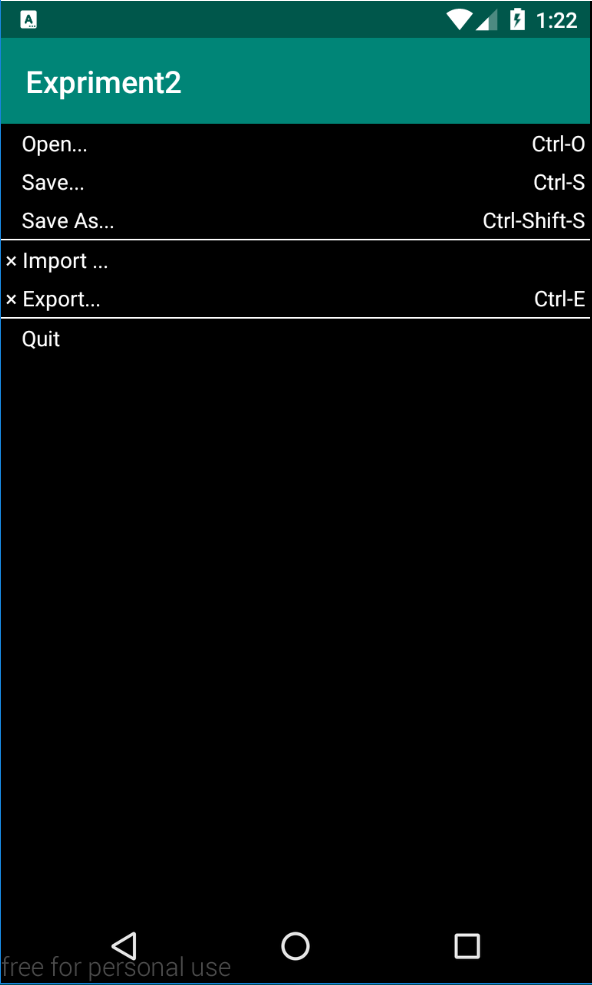 A
1:22
Expriment2
Open... Ctrl-O
Save... Ctrl-S
Save As... Ctrl-Shift-S
× Import ...
× Export... Ctrl-E
Quit
free for personal use